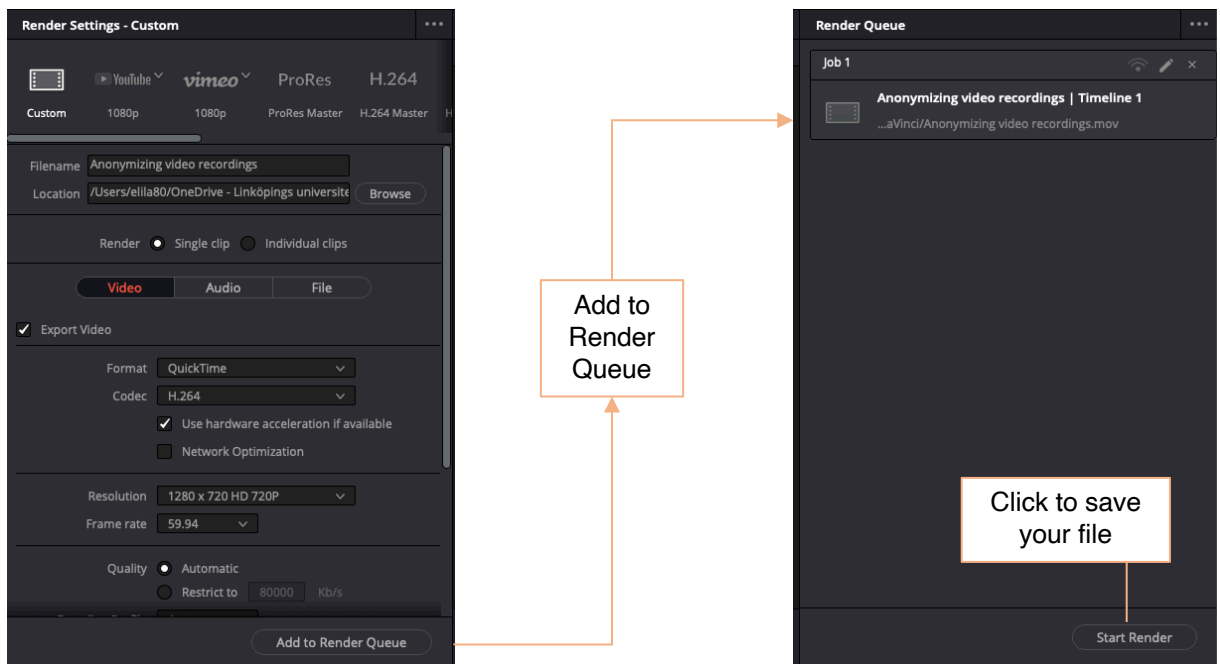 Render Settings - Custom
YouTube
vimeo
ProRes
H.264
Custom
1080p
1080p
ProRes Master
H.264 Master
H
Filename Anonymizing video recordings
Location /Users/elila80/OneDrive - Linköpings universite Browse
Render Single clip Individual clips
Video Audio File
Export Video
Format QuickTime
Codec H.264
Use hardware acceleration if available
Network Optimization
Resolution 1280 x 720 HD 720P
Frame rate 59.94
Quality Automatic
Restrict to 80000 Kb/s
Add to Render Queue
Add to
Render
Queue
Render Queue
Job 1
Anonymizing video recordings | Timeline 1
...aVinci/Anonymizing video recordings.mov
Click to save
your file
Start Render